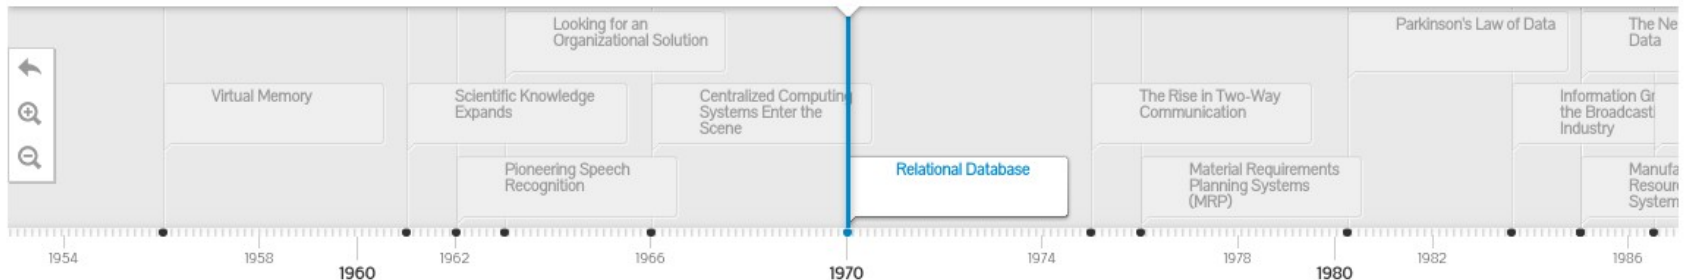 Looking for an
Organizational Solution
Parkinson's Law of Data
The Ne
Data
Virtual Memory
Scientific Knowledge
Expands
Centralized Computing
Systems Enter the
Scene
The Rise in Two-Way
Communication
Information Gr
the Broadcasti
Industry
Pioneering Speech
Recognition
Relational Database
Material Requirements
Planning Systems
(MRP)
Manufa
Resour
System
1954
1958
1960
1962
1966
1970
1974
1978
1980
1982
1986